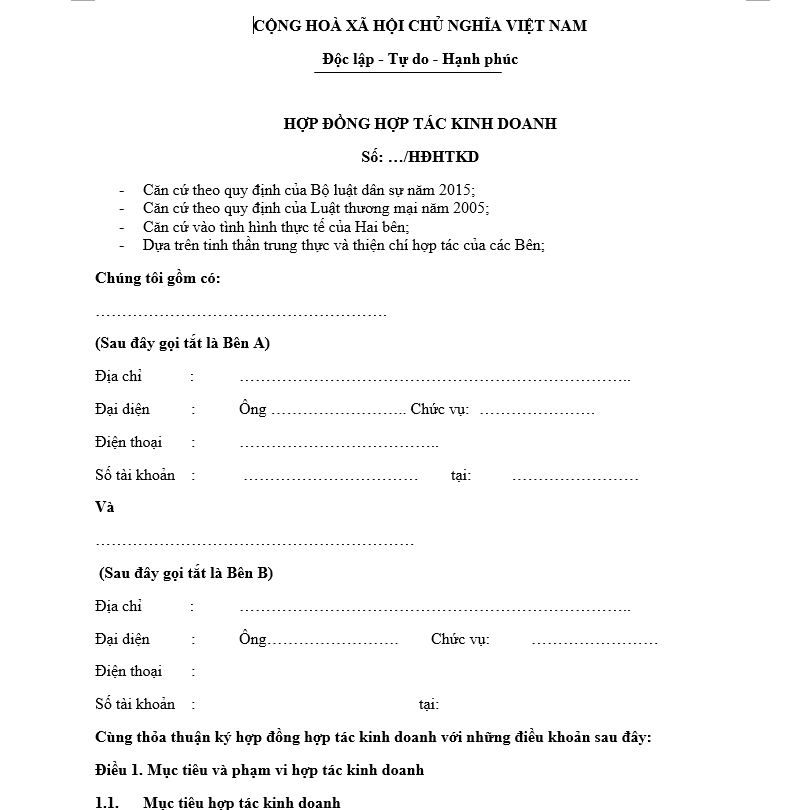 CỘNG HOÀ XÃ HỘI CHỦ NGHĨA VIỆT NAM
Độc lập - Tự do - Hạnh phúc
HỢP ĐỒNG HỢP TÁC KINH DOANH
Số: …/HĐHTKD
- Căn cứ theo quy định của Bộ luật dân sự năm 2015;
- Căn cứ theo quy định của Luật thương mại năm 2005;
- Căn cứ vào tình hình thực tế của Hai bên;
- Dựa trên tinh thần trung thực và thiện chí hợp tác của các Bên;
Chúng tôi gồm có:
……………………………………………….
(Sau đây gọi tắt là Bên A)
Địa chỉ : ………………………………………………………………..
Đại diện : Ông …………………….. Chức vụ: ………………….
Điện thoại : ………………………………..
Số tài khoản : …………………………… tại: ……………………
Và
……………………………………………………
(Sau đây gọi tắt là Bên B)
Địa chỉ : ………………………………………………………………..
Đại diện : Ông……………………. Chức vụ: ……………………
Điện thoại :
Số tài khoản : tại:
Cùng thỏa thuận ký hợp đồng hợp tác kinh doanh với những điều khoản sau đây:
Điều 1. Mục tiêu và phạm vi hợp tác kinh doanh
1.1. Mục tiêu hợp tác kinh doanh